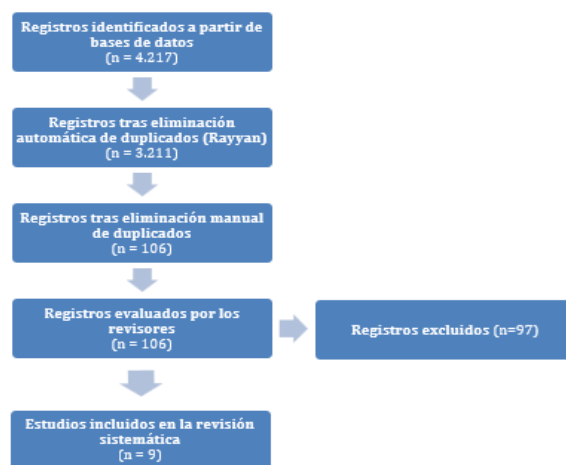 Registros identificados a partir de
bases de datos
(n = 4.217)
Registros tras eliminación
automática de duplicados (Rayyan)
(n = 3.211)
Registros tras eliminación manual
de duplicados
(n = 106)
Registros evaluados por los
revisores
(n = 106)
Registros excluidos (n=97)
Estudios incluidos en la revisión
sistemática
(n = 9)